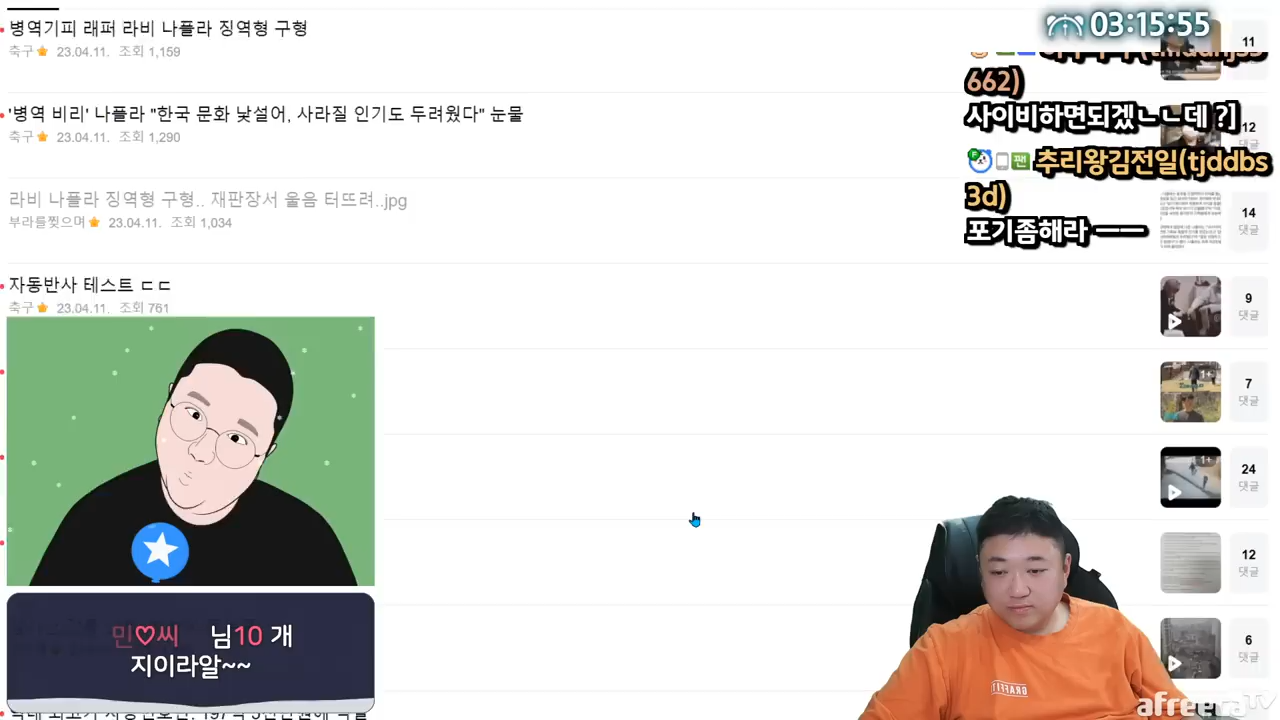 병역기피 래퍼 라비 나플라 징역형 구형
축구 23.04.11. 조회 1,159
11
03:15:55
662)
사이비하면되겠ㄴㄴ데 ?]
'병역 비리' 나플라 "한국 문화 낯설어, 사라질 인기도 두려웠다" 눈물
축구 23.04.11. 조회 1,290
12
댓글
F 팬 추리왕김전일(tjddbs
3d)
포기좀해라 ㅡㅡ
라비 나플라 징역형 구형.. 재판장서 울음 터뜨려..jpg
부라를찢으며 23.04.11. 조회 1,034
14
댓글
자동반사 테스트 ㄷㄷ
축구 23.04.11. 조회 761
9
댓글
7
댓글
24
댓글
12
댓글
6
댓글
민♡씨 님10 개
지이라알~~
GRAFFIT
afreecaTV